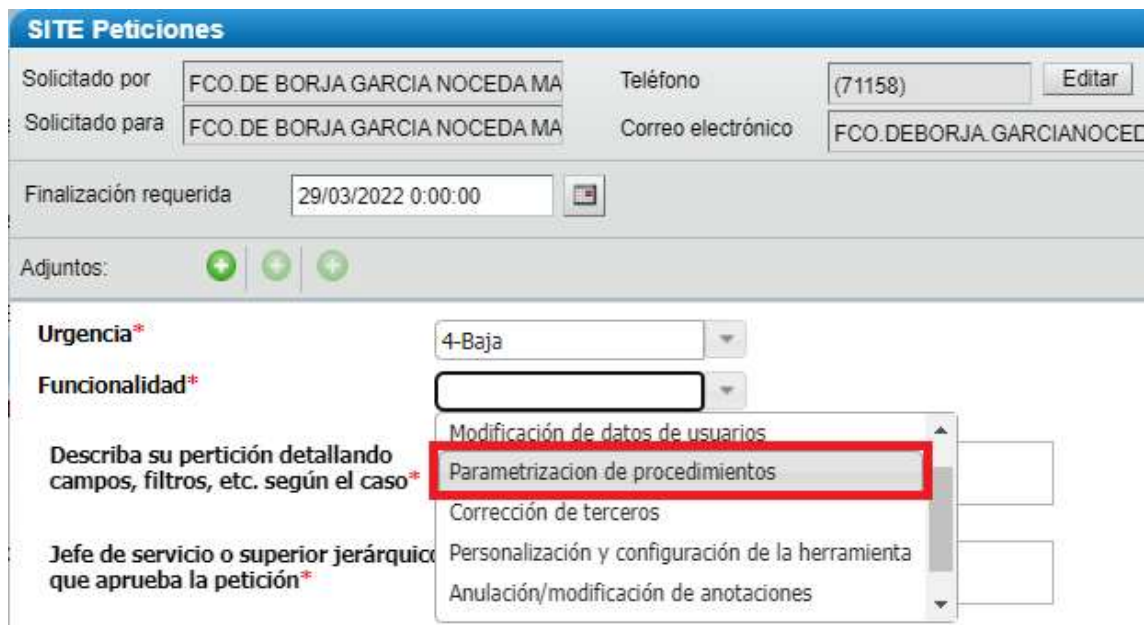 SITE Peticiones
Solicitado por FCO.DE BORJA GARCIA NOCEDA MA Teléfono (71158) Editar
Solicitado para FCO.DE BORJA GARCIA NOCEDA MA Correo electrónico FCO.DEBORJA.GARCIANOCED
Finalización requerida 29/03/2022 0:00:00
Adjuntos:
Urgencia* 4-Baja
Funcionalidad*
Modificación de datos de usuarios
Describa su pertición detallando
campos, filtros, etc. según el caso*
Parametrizacion de procedimientos
Corrección de terceros
Jefe de servicio o superior jerárquico
que aprueba la petición*
Personalización y configuración de la herramienta
Anulación/modificación de anotaciones